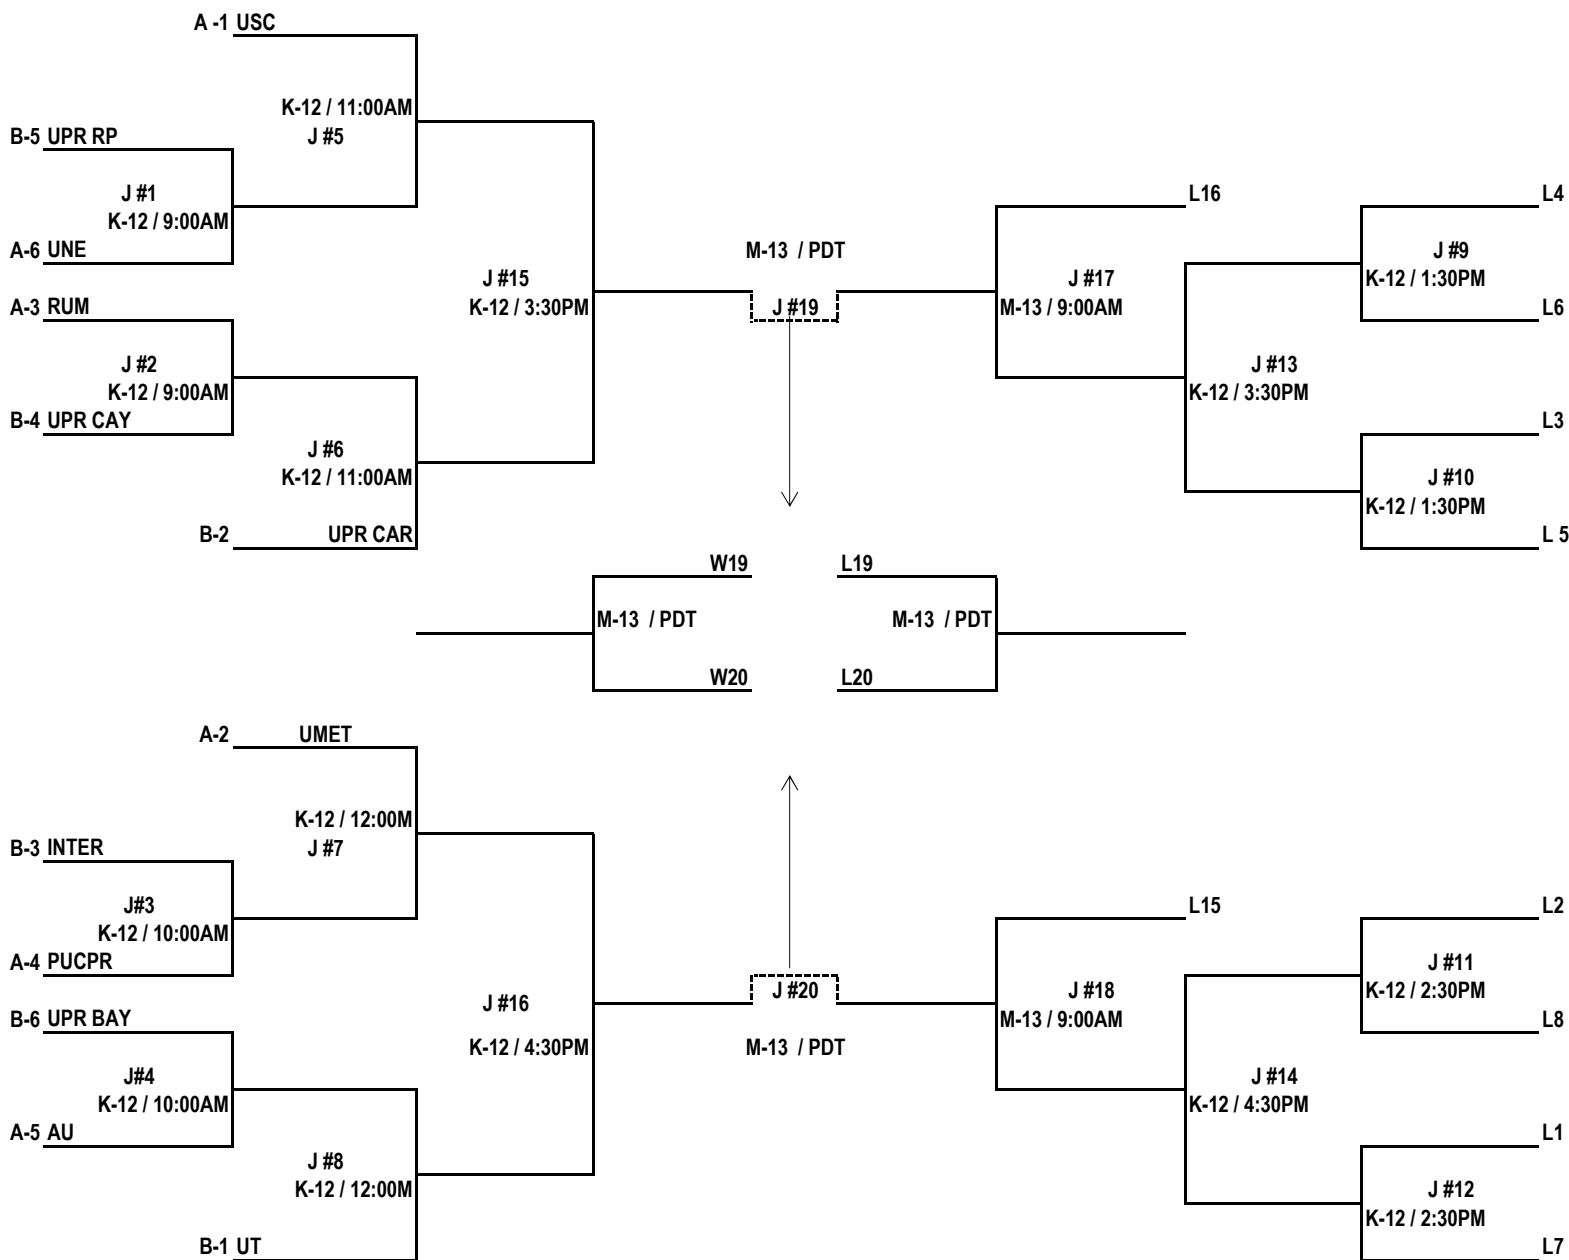 A -1 USC
K-12 / 11:00AM
J #5
B-5 UPR RP
J #1
K-12 / 9:00AM
A-6 UNE
A-3 RUM
J #2
K-12 / 9:00AM
B-4 UPR CAY
J #6
K-12 / 11:00AM
B-2 UPR CAR
J #15
K-12 / 3:30PM
M-13 / PDT
J #19
L16
J #17
M-13 / 9:00AM
L4
J #9
K-12 / 1:30PM
L6
J #13
K-12 / 3:30PM
L3
J #10
K-12 / 1:30PM
L 5
W19
M-13 / PDT
W20
L19
M-13 / PDT
L20
A-2 UMET
K-12 / 12:00M
J #7
B-3 INTER
J#3
K-12 / 10:00AM
A-4 PUCPR
B-6 UPR BAY
J#4
K-12 / 10:00AM
A-5 AU
J #8
K-12 / 12:00M
B-1 UT
J #16
K-12 / 4:30PM
J #20
M-13 / PDT
L15
J #18
M-13 / 9:00AM
L2
J #11
K-12 / 2:30PM
L8
J #14
K-12 / 4:30PM
L1
J #12
K-12 / 2:30PM
L7